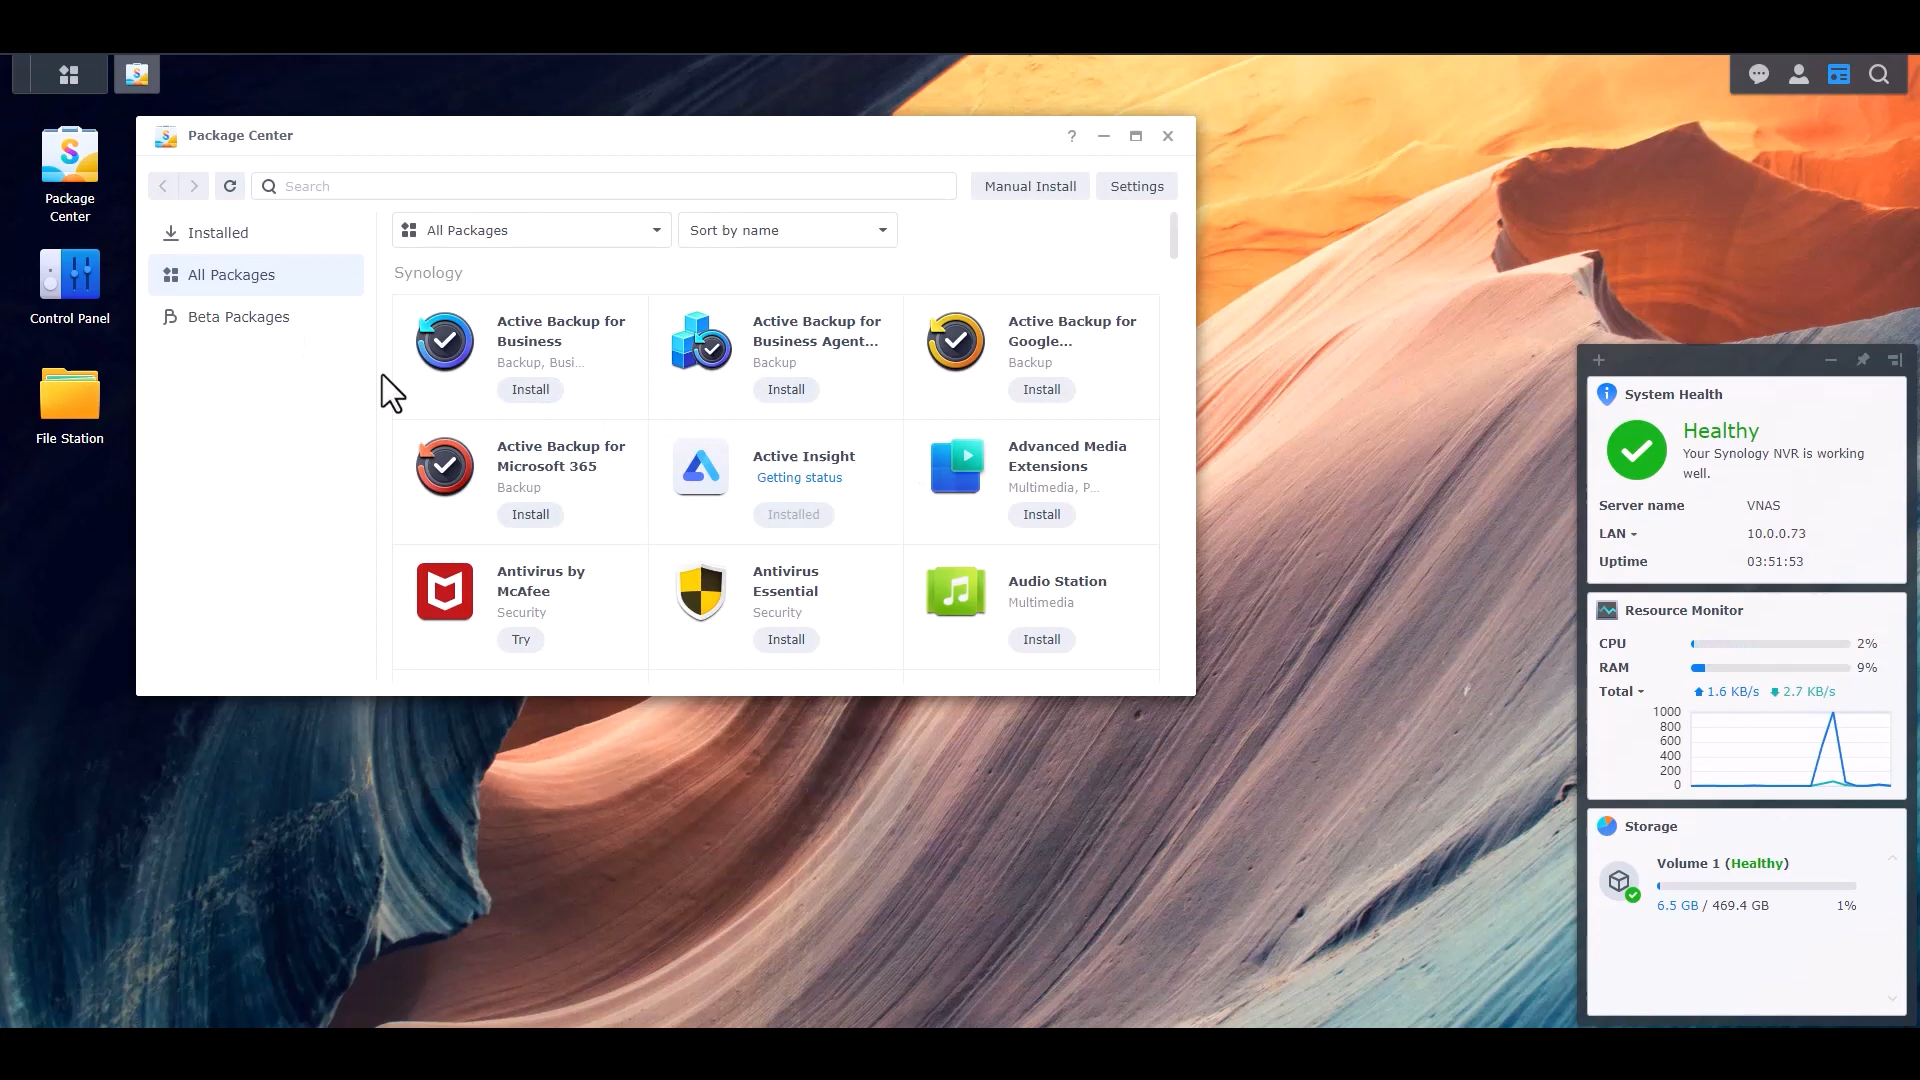 Package Center
Search
Manual Install
Settings
Installed
All Packages
Beta Packages
All Packages
Sort by name
Synology
Active Backup for
Business
Backup, Busi...
Install
Active Backup for
Business Agent...
Backup
Install
Active Backup for
Google...
Backup
Install
Active Backup for
Microsoft 365
Backup
Install
Active Insight
Getting status
Installed
Advanced Media
Extensions
Multimedia, P...
Install
Antivirus by
McAfee
Security
Try
Antivirus
Essential
Security
Install
Audio Station
Multimedia
Install
Package
Center
Control Panel
File Station
System Health
Healthy
Your Synology NVR is working
well.
Server name VNAS
LAN 10.0.0.73
Uptime 03:51:53
Resource Monitor
CPU 2%
RAM 9%
Total 1.6 KB/s 2.7 KB/s
1000
800
600
400
200
0
Storage
Volume 1 (Healthy)
6.5 GB / 469.4 GB 1%